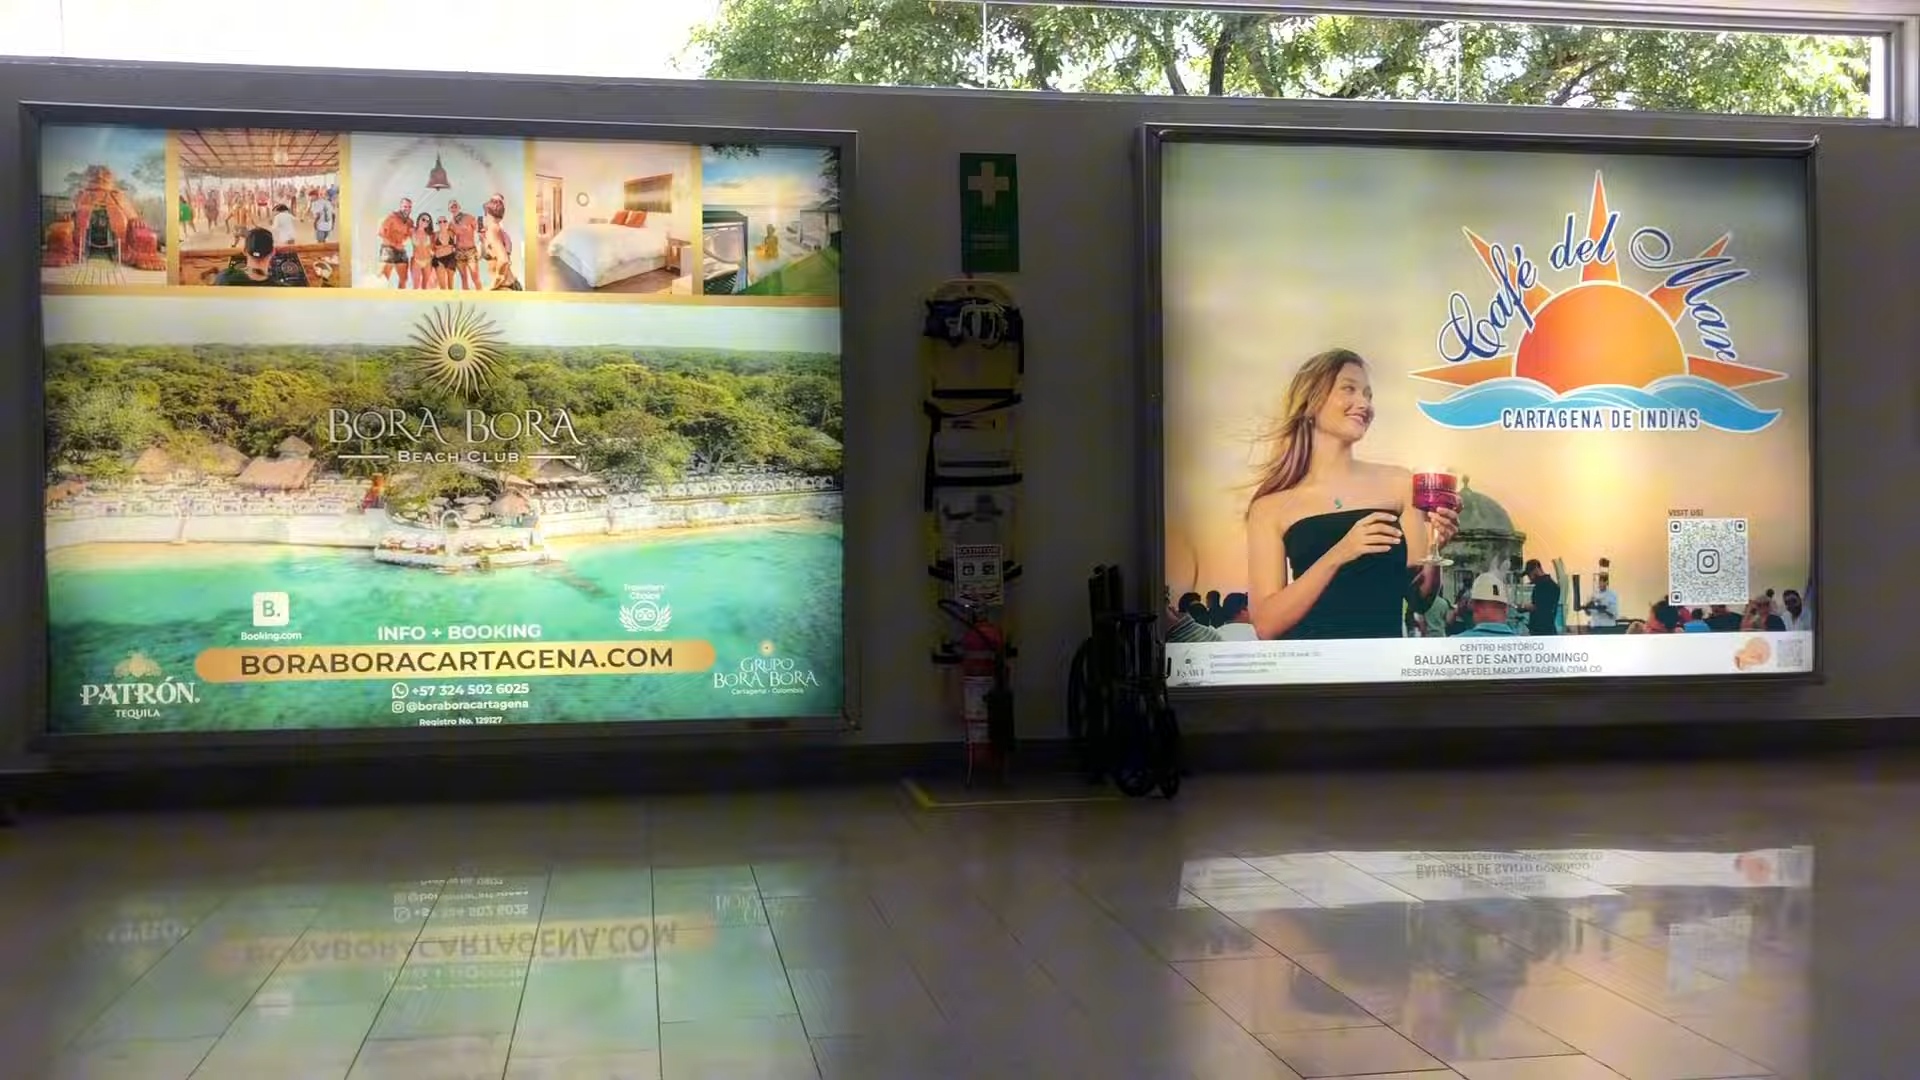 BORA BORA
BEACH CLUB
B.
Booking.com
Travellers'
Choice
INFO + BOOKING
BORABORACARTAGENA.COM
+57 324 502 6025
@boraboracartagena
Registro No. 129127
PATRÓN
TEQUILA
GRUPO
BORA BORA
Cartagena - Colombia
Café del Mar
CARTAGENA DE INDIAS
VISIT US!
CENTRO HISTÓRICO
BALUARTE DE SANTO DOMINGO
RESERVAS@CAFEDELMARCARTAGENA.COM.CO